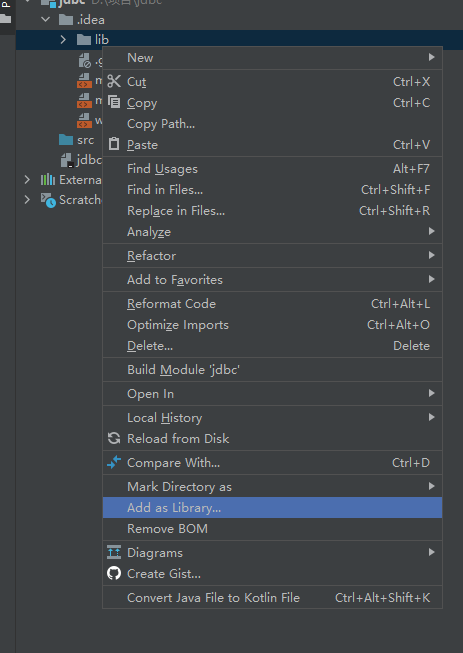 jdbc D:\项目\jdbc
.idea
lib
.g
m
m
w
src
jdbc
Externa
Scratche
New
Cut Ctrl+X
Copy Ctrl+C
Copy Path...
Paste Ctrl+V
Find Usages Alt+F7
Find in Files... Ctrl+Shift+F
Replace in Files... Ctrl+Shift+R
Analyze
Refactor
Add to Favorites
Reformat Code Ctrl+Alt+L
Optimize Imports Ctrl+Alt+O
Delete... Delete
Build Module 'jdbc'
Open In
Local History
Reload from Disk
Compare With... Ctrl+D
Mark Directory as
Add as Library...
Remove BOM
Diagrams
Create Gist...
Convert Java File to Kotlin File Ctrl+Alt+Shift+K